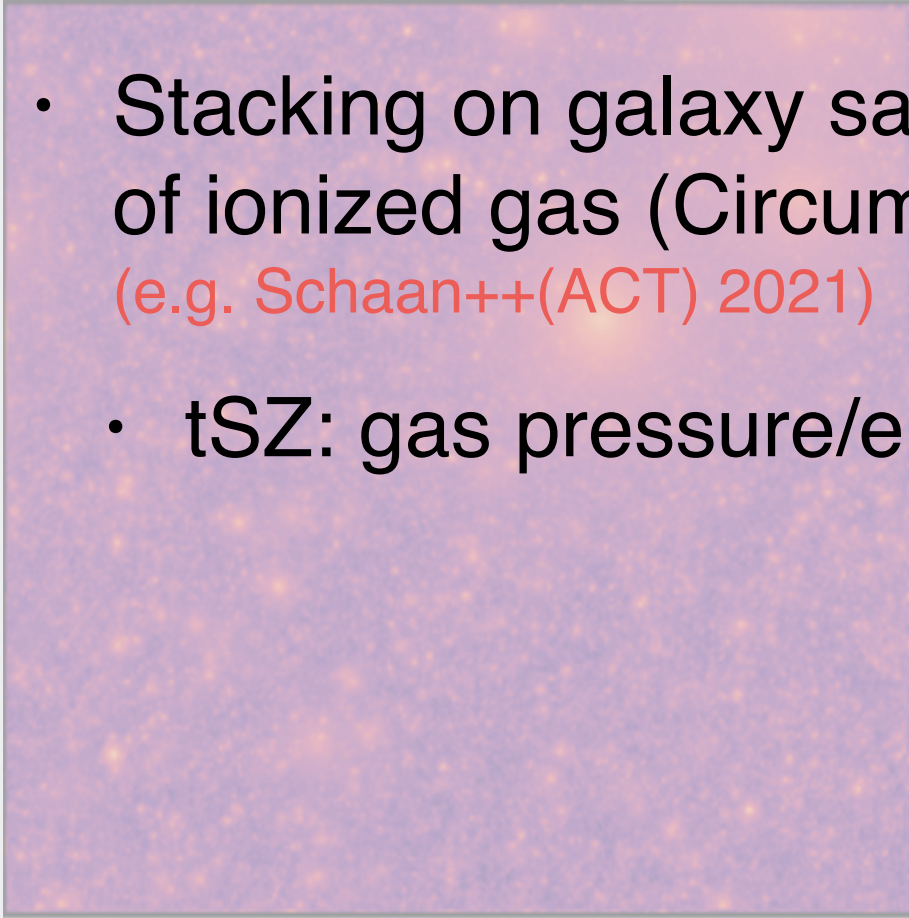 • Stacking on galaxy sa
of ionized gas (Circum
(e.g. Schaan++(ACT) 2021)
• tSZ: gas pressure/e